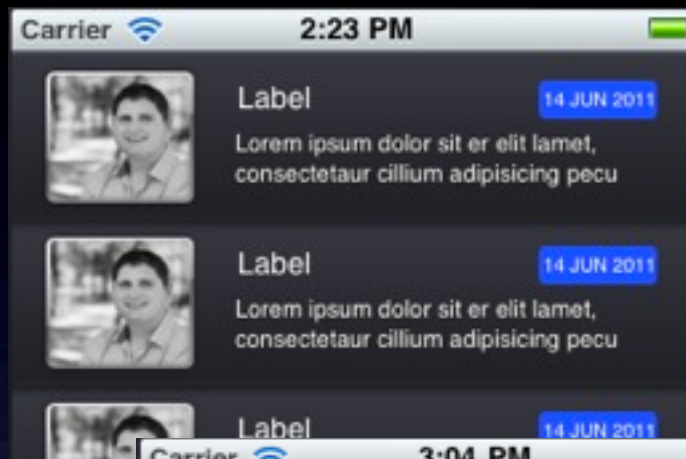 Carrier 2:23 PM
Label 14 JUN 2011
Lorem ipsum dolor sit er elit lamet,
consectetaur cillium adipisicing pecu
Label 14 JUN 2011
Lorem ipsum dolor sit er elit lamet,
consectetaur cillium adipisicing pecu
Label 14 JUN 2011
Carrier 3:04 PM